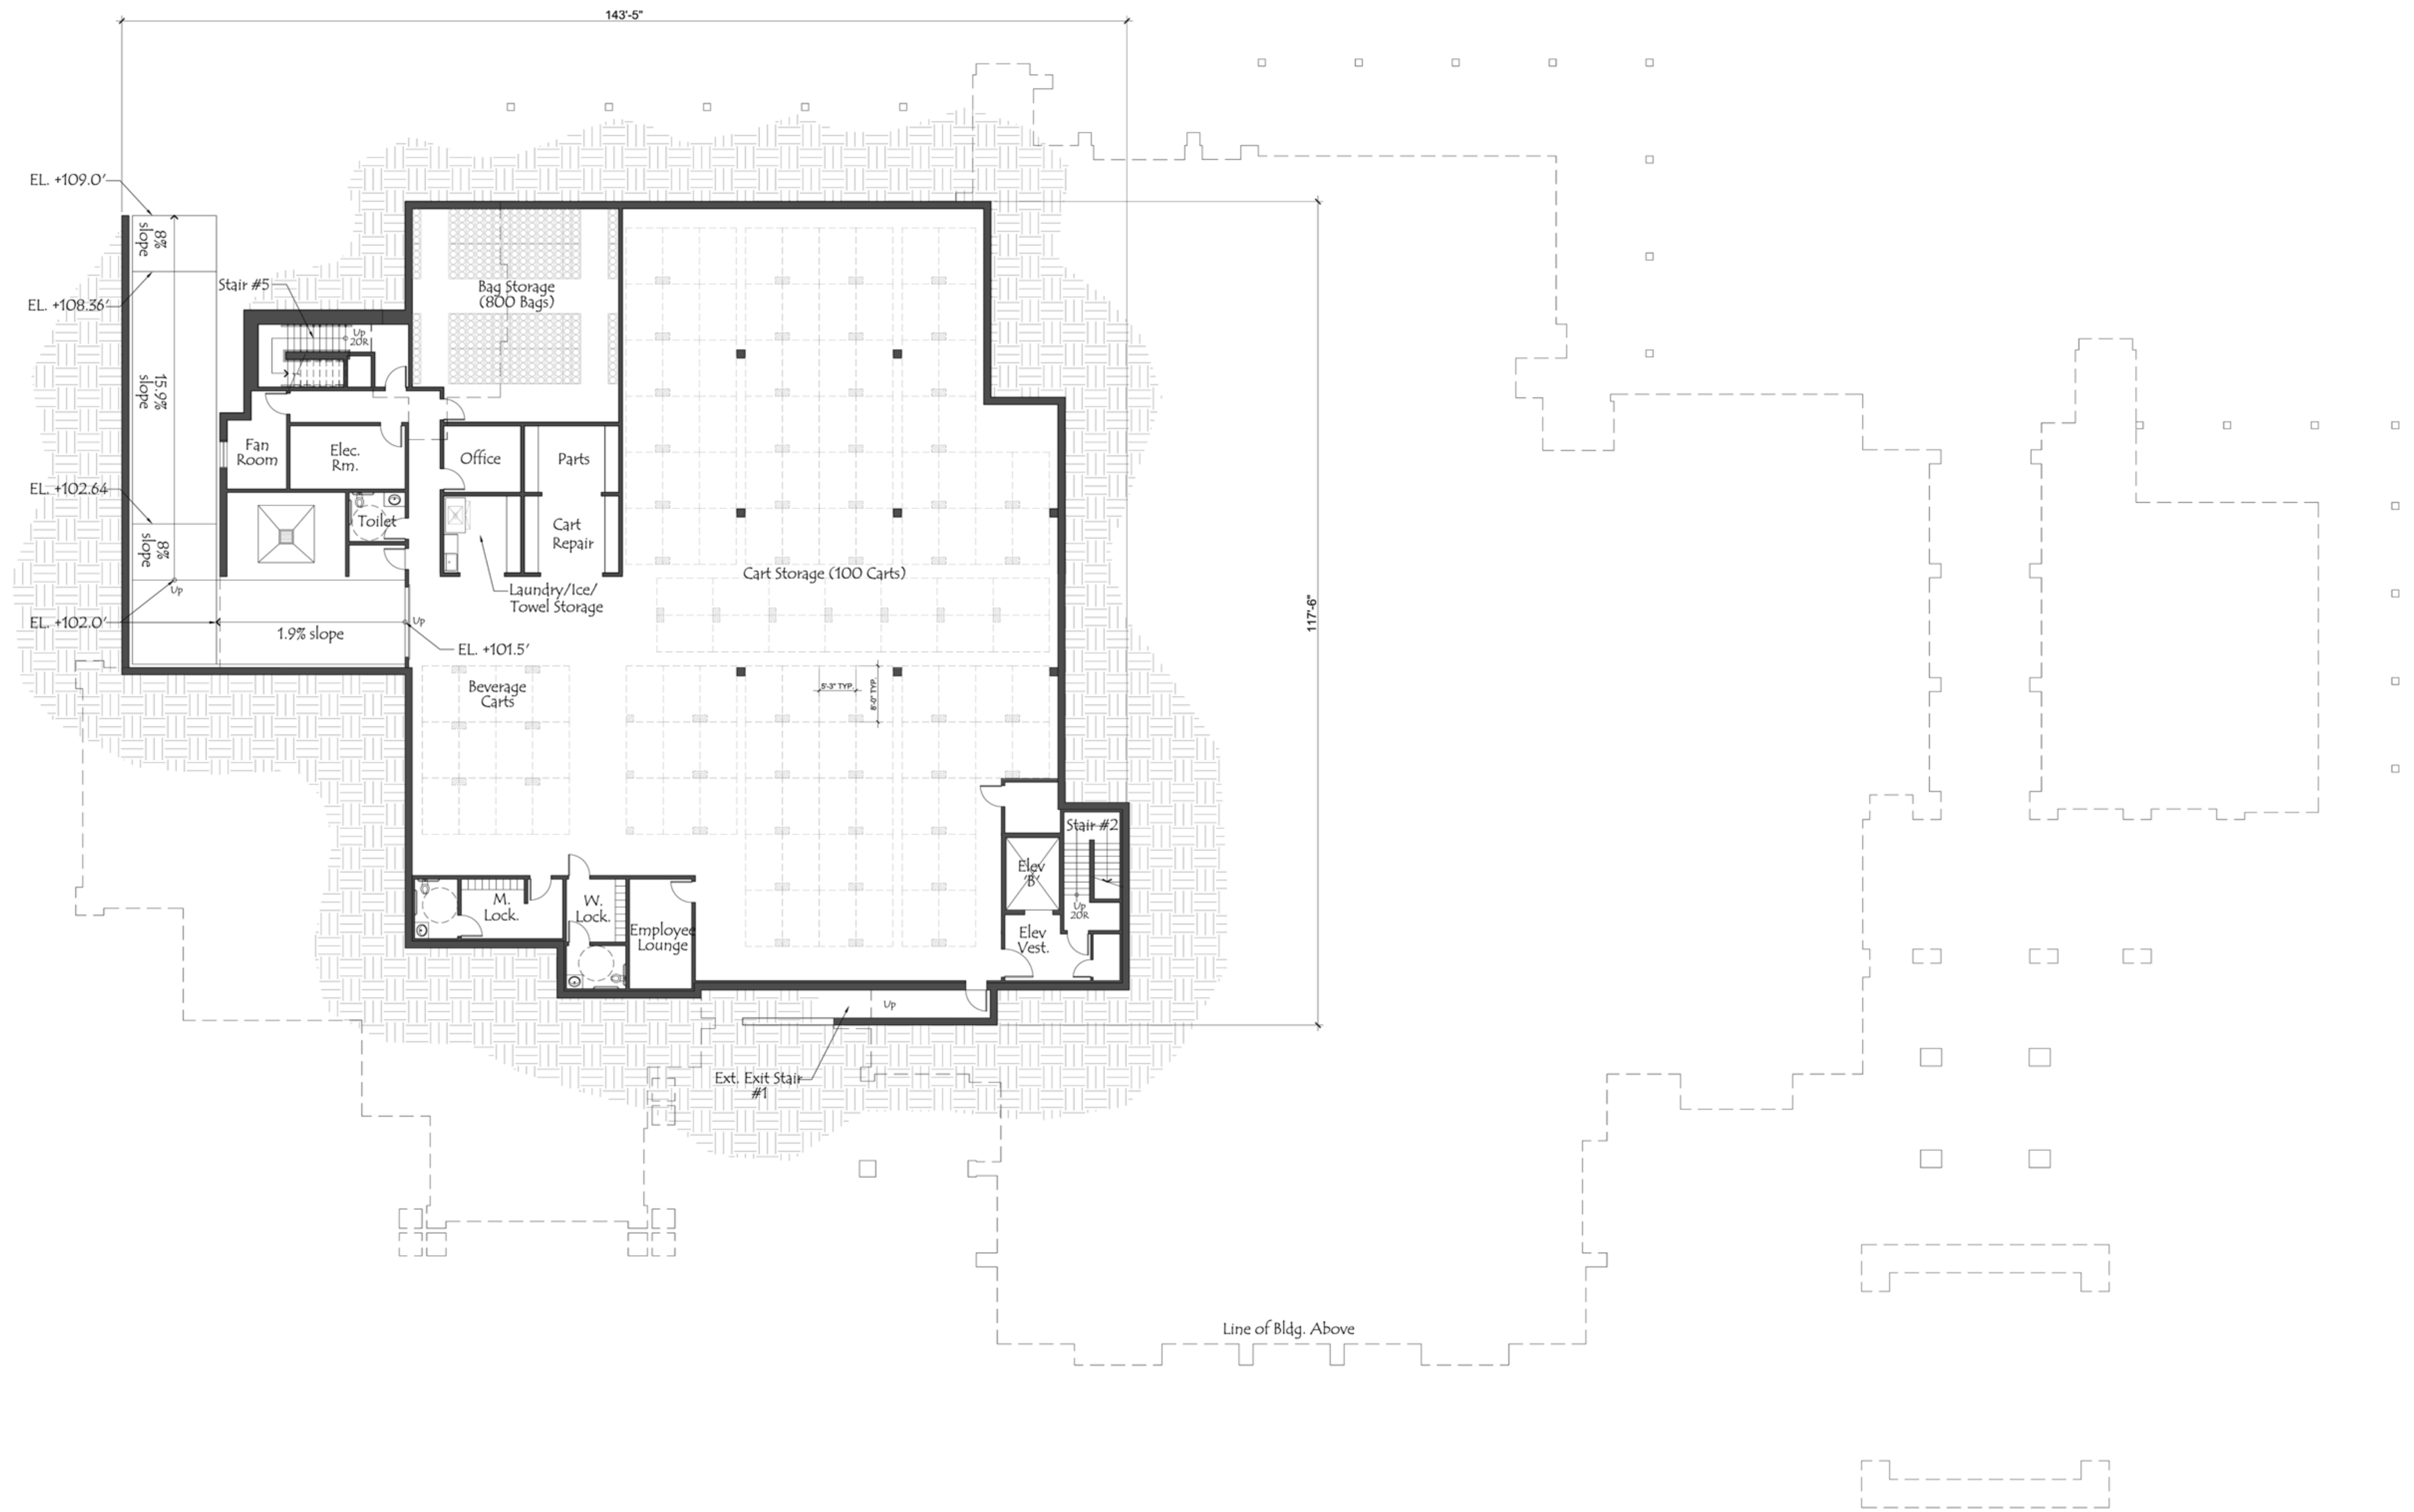 143'-5"
EL. +109.0'
8%
slope
Stair #5
Bag Storage
(800 Bags)
EL. +108.36'
Up
20R
15.9%
slope
Fan
Room
Elec.
Rm.
Office
Parts
EL. +102.64
Toilet
Cart
Repair
8%
slope
Cart Storage (100 Carts)
Up
Laundry/Ice/
Towel Storage
117'-6"
EL. +102.0'
1.9% slope
Up
EL. +101.5'
Beverage
Carts
5'-3" TYP.
8'-0" TYP.
Stair #2
Elev
'B'
M.
Lock.
W.
Lock.
Up
20R
Employee
Lounge
Elev
Vest.
Up
Ext. Exit Stair
#1
Line of Bldg. Above